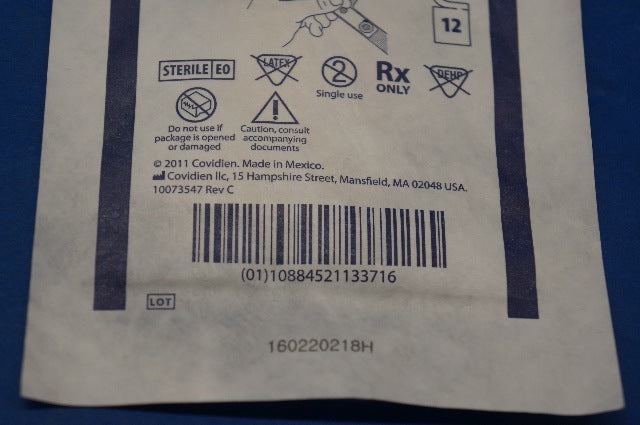 12
STERILE EO
LATEX
2
Single use
Rx
ONLY
DEHP
Do not use if
package is opened
or damaged
Caution, consult
accompanying
documents
© 2011 Covidien. Made in Mexico.
Covidien llc, 15 Hampshire Street, Mansfield, MA 02048 USA.
10073547 Rev C
(01)10884521133716
LOT
160220218H